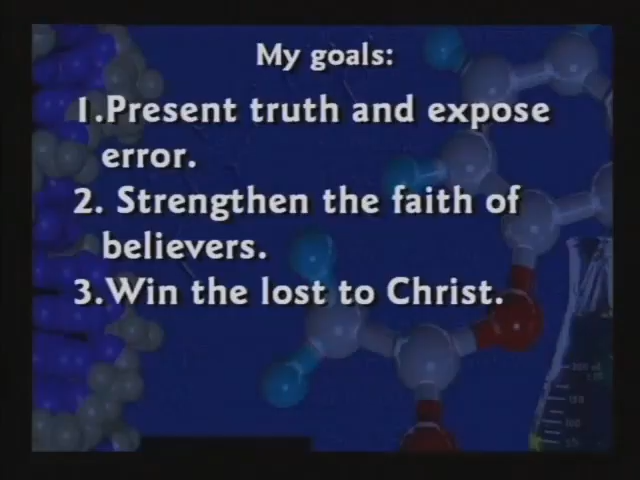 My goals:
1.Present truth and expose
error.
2. Strengthen the faith of
believers.
3.Win the lost to Christ.